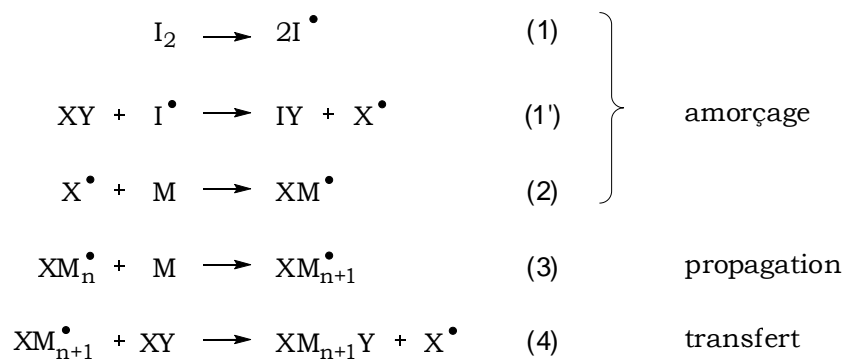 I₂ ⟶ 2I• (1)
XY + I• ⟶ IY + X• (1') amorçage
X• + M ⟶ XM• (2)
XMₙ• + M ⟶ XMₙ₊₁• (3) propagation
XMₙ₊₁• + XY ⟶ XMₙ₊₁Y + X• (4) transfert